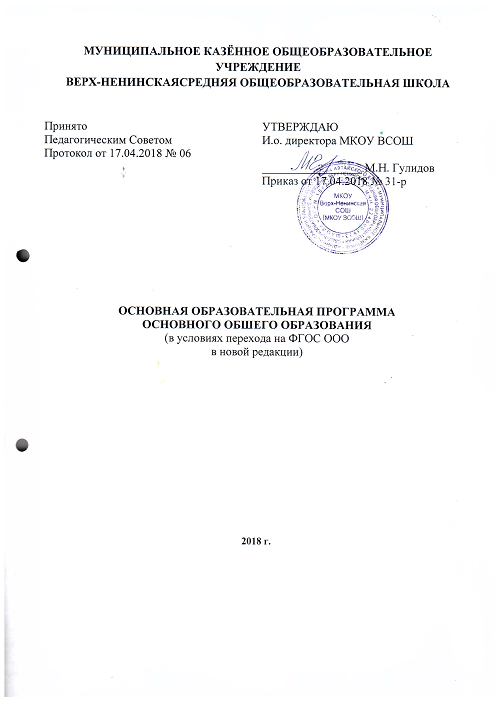 МУНИЦИПАЛЬНОЕ КАЗЁННОЕ ОБЩЕОБРАЗОВАТЕЛЬНОЕ
УЧРЕЖДЕНИЕ
ВЕРХ-НЕНИНСКАЯСРЕДНЯЯ ОБЩЕОБРАЗОВАТЕЛЬНАЯ ШКОЛА
Принято
Педагогическим Советом
Протокол от 17.04.2018 № 06
УТВЕРЖДАЮ
И.о. директора МКОУ ВСОШ
М.Н. Гулидов
Приказ от 17.04.2018 № 31-р
МКОУ
Верх-Ненинская
СОШ
(МКОУ ВСОШ)
ОСНОВНАЯ ОБРАЗОВАТЕЛЬНАЯ ПРОГРАММА
ОСНОВНОГО ОБЩЕГО ОБРАЗОВАНИЯ
(в условиях перехода на ФГОС ООО
в новой редакции)
2018 г.